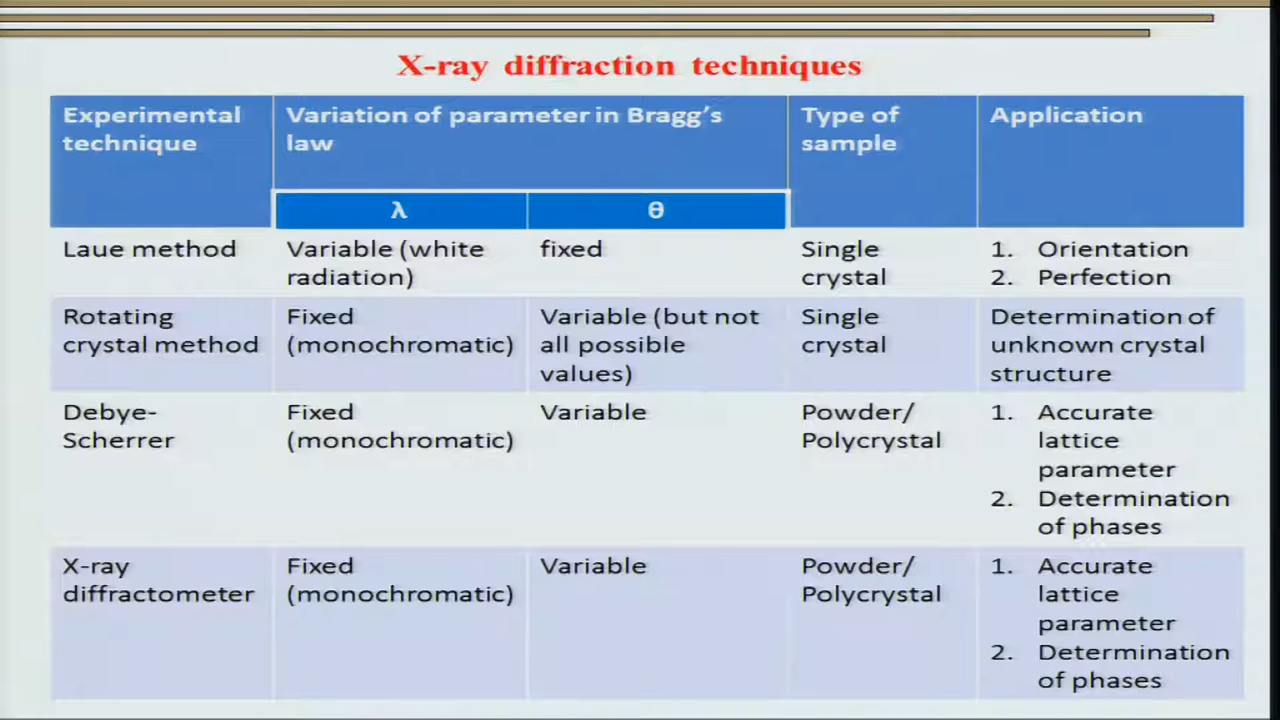 X-ray diffraction techniques
Experimental
technique
Variation of parameter in Bragg's
law
Type of
sample
Application
λ
θ
Laue method
Variable (white
radiation)
fixed
Single
crystal
1. Orientation
2. Perfection
Rotating
crystal method
Fixed
(monochromatic)
Variable (but not
all possible
values)
Single
crystal
Determination of
unknown crystal
structure
Debye-
Scherrer
Fixed
(monochromatic)
Variable
Powder/
Polycrystal
1. Accurate
lattice
parameter
2. Determination
of phases
X-ray
diffractometer
Fixed
(monochromatic)
Variable
Powder/
Polycrystal
1. Accurate
lattice
parameter
2. Determination
of phases